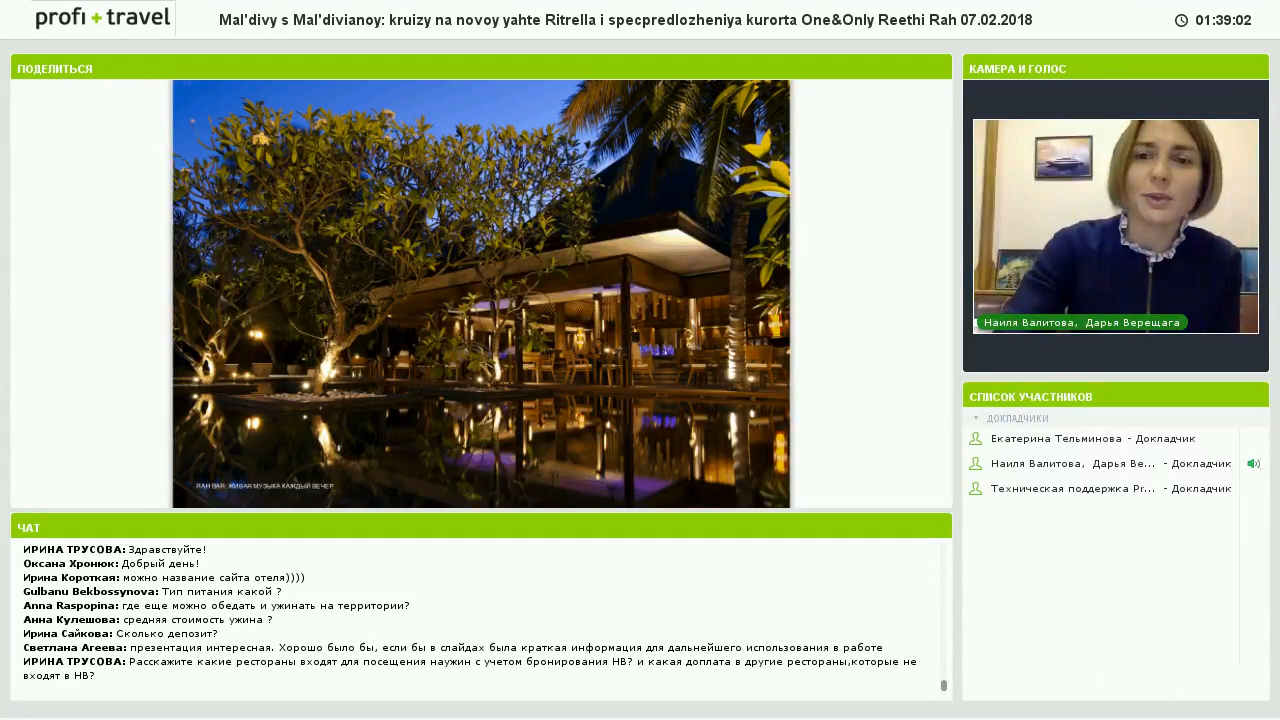 profi + travel
Mal'divy s Mal'divianoy: kruizy na novoy yahte Ritrella i specpredlozheniya kurorta One&Only Reethi Rah 07.02.2018
01:39:02
ПОДЕЛИТЬСЯ
RAH BAR: ЖИВАЯ МУЗЫКА КАЖДЫЙ ВЕЧЕР
КАМЕРА И ГОЛОС
Наиля Валитова, Дарья Верещага
СПИСОК УЧАСТНИКОВ
ДОКЛАДЧИКИ
Екатерина Тельминова - Докладчик
Наиля Валитова, Дарья Ве... - Докладчик
Техническая поддержка Pr... - Докладчик
ЧАТ
ИРИНА ТРУСОВА: Здравствуйте!
Оксана Хронюк: Добрый день!
Ирина Короткая: можно название сайта отеля))))
Gulbanu Bekbossynova: Тип питания какой ?
Anna Raspopina: где еще можно обедать и ужинать на территории?
Анна Кулешова: средняя стоимость ужина ?
Ирина Сайкова: Сколько депозит?
Светлана Агеева: презентация интересная. Хорошо было бы, если бы в слайдах была краткая информация для дальнейшего использования в работе
ИРИНА ТРУСОВА: Расскажите какие рестораны входят для посещения наужин с учетом бронирования HB? и какая доплата в другие рестораны,которые не
входят в HB?